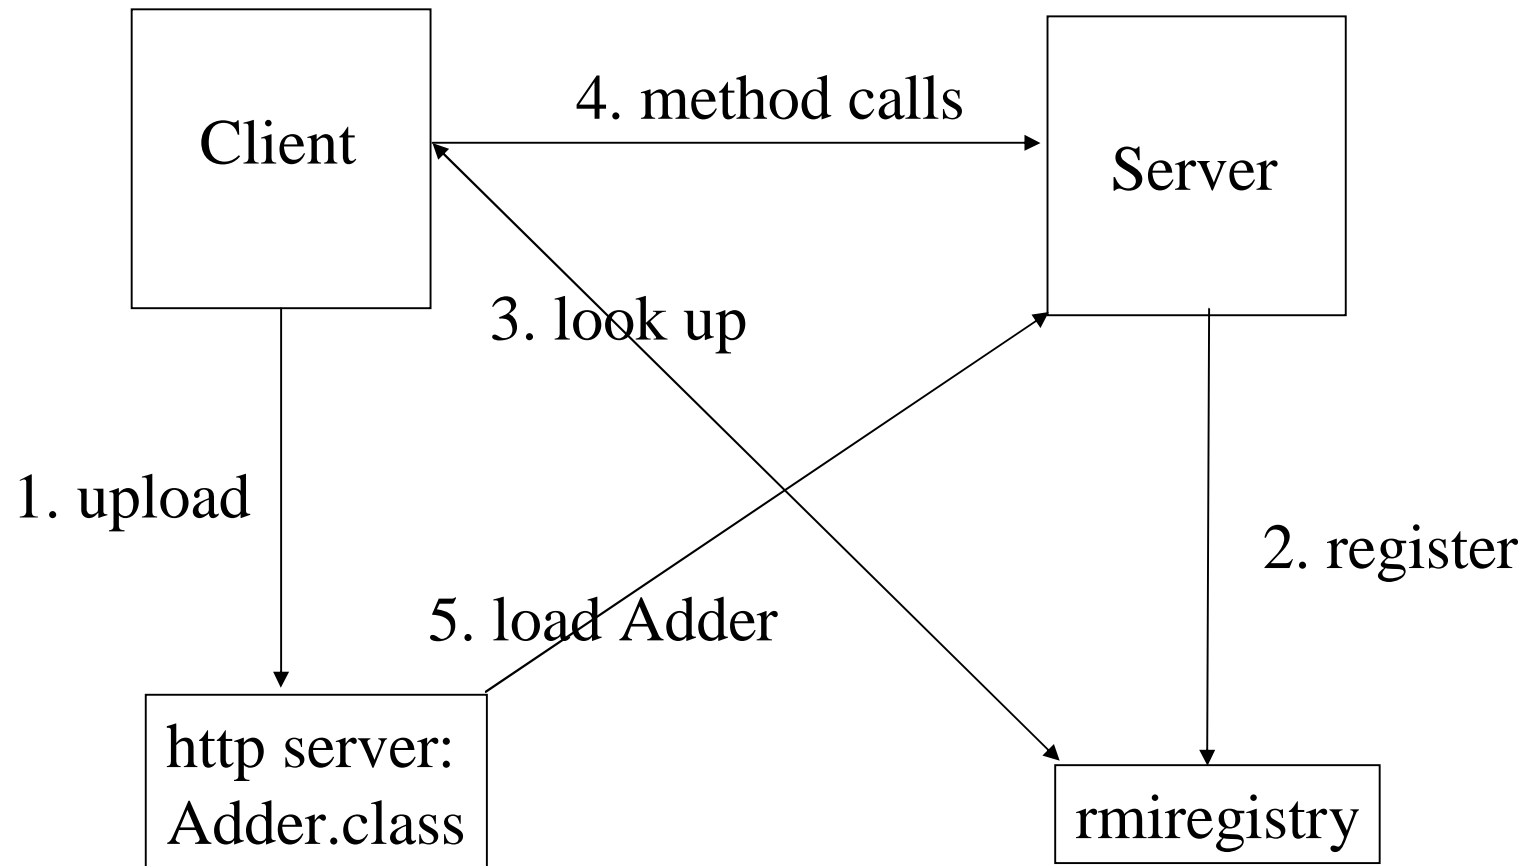 4. method calls
Client
Server
3. look up
1. upload
2. register
5. load Adder
http server:
Adder.class
rmiregistry